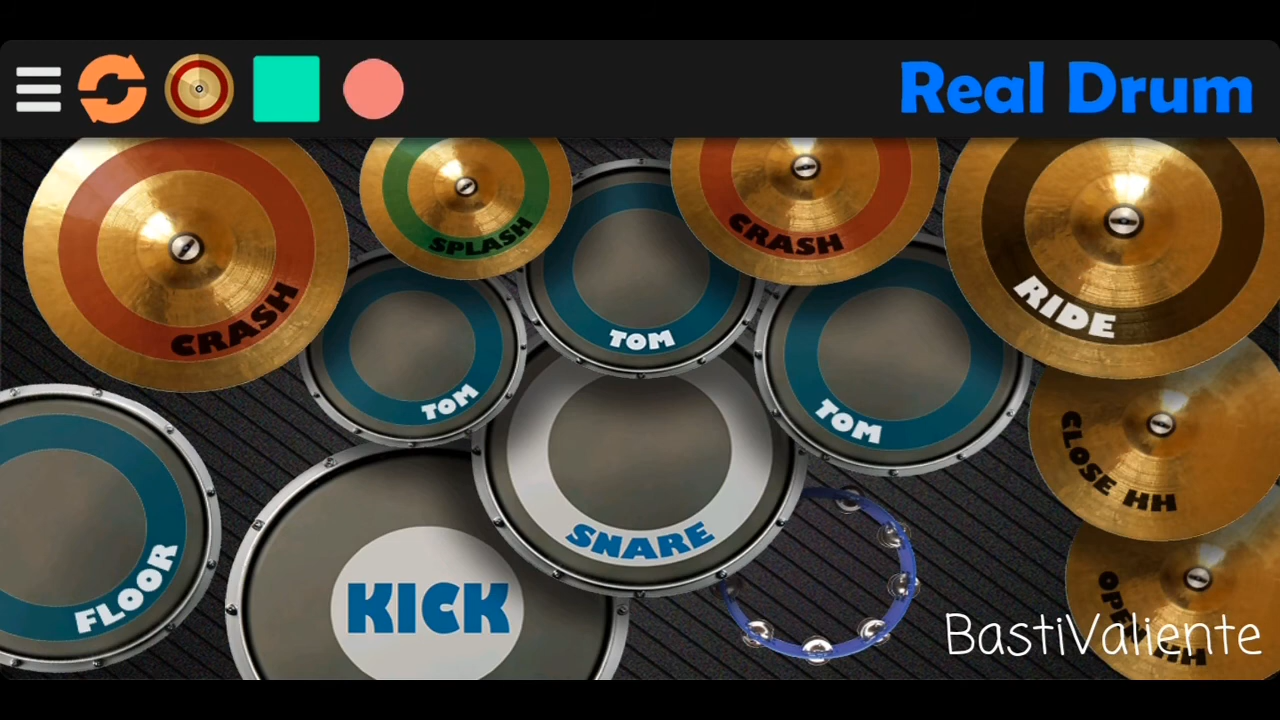 Real Drum
CRASH
SPLASH
CRASH
RIDE
TOM
TOM
TOM
CLOSE HH
SNARE
FLOOR
KICK
BastiValiente